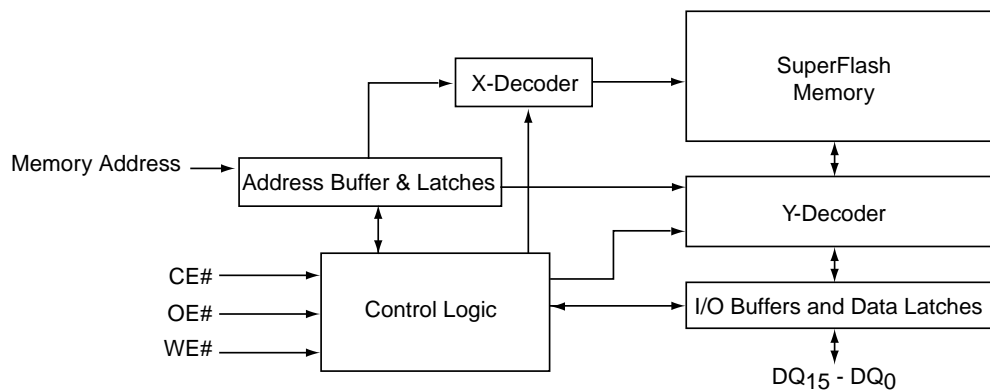 SuperFlash
Memory
X-Decoder
Memory Address
Address Buffer & Latches
Y-Decoder
CE#
OE#
WE#
Control Logic
I/O Buffers and Data Latches
DQ15 - DQ0